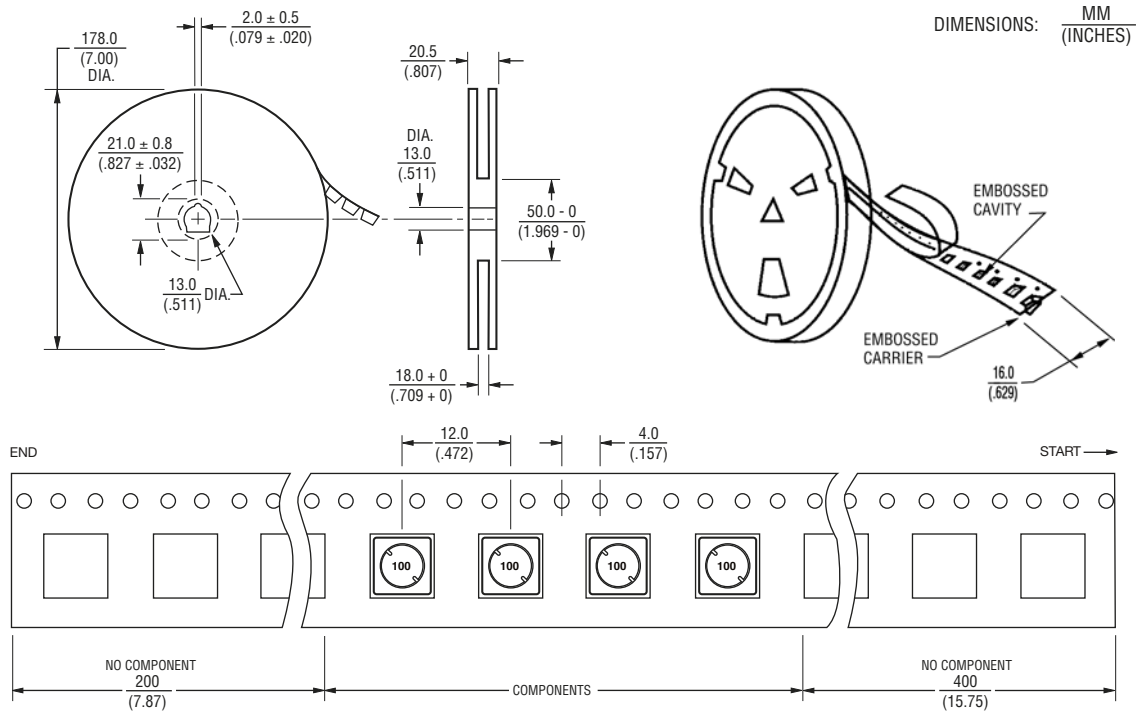 2.0 ± 0.5
(.079 ± .020)
DIMENSIONS:
MM
(INCHES)
178.0
(7.00)
DIA.
20.5
(.807)
21.0 ± 0.8
(.827 ± .032)
DIA.
13.0
(.511)
EMBOSSED
CAVITY
50.0 - 0
(1.969 - 0)
13.0
(.511)
DIA.
EMBOSSED
CARRIER
18.0 + 0
(.709 + 0)
16.0
(.629)
END
12.0
(.472)
4.0
(.157)
START
100
100
100
100
NO COMPONENT
200
(7.87)
COMPONENTS
NO COMPONENT
400
(15.75)